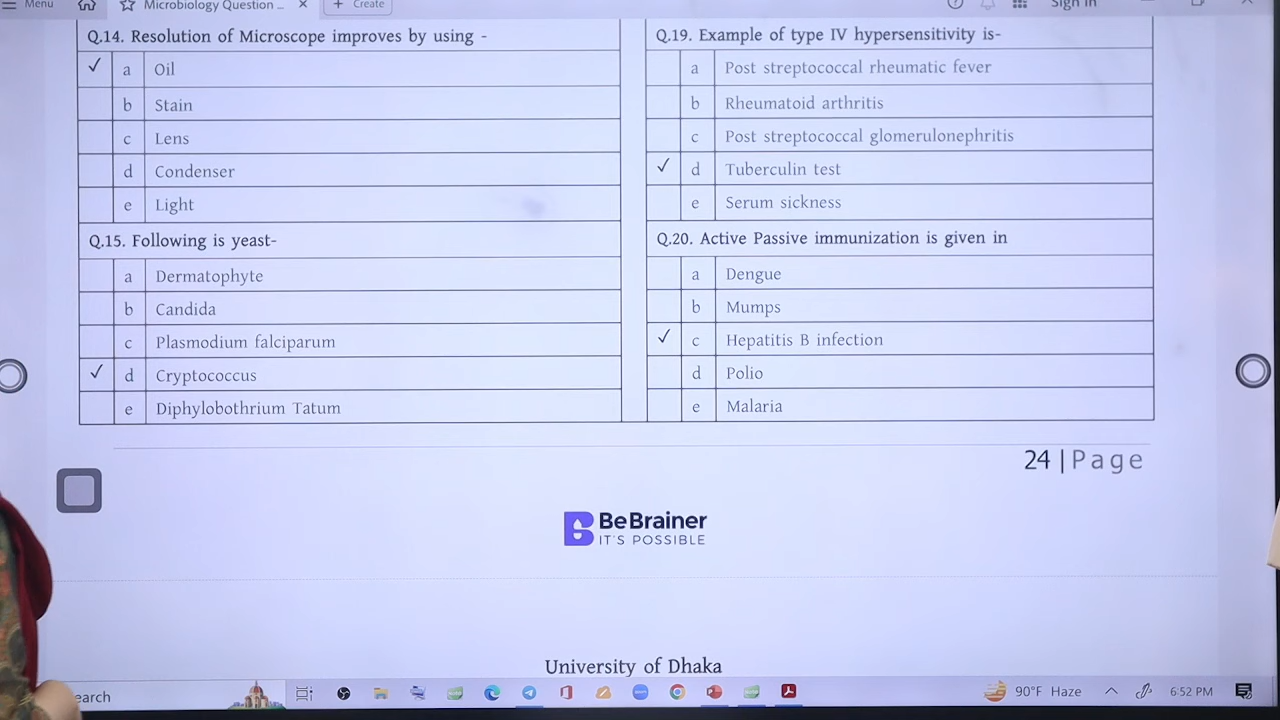 Menu
Microbiology Question ...
+ Create
Sign in
Q.14. Resolution of Microscope improves by using -
✓ a Oil
b Stain
c Lens
d Condenser
e Light
Q.15. Following is yeast-
a Dermatophyte
b Candida
c Plasmodium falciparum
✓ d Cryptococcus
e Diphylobothrium Tatum
Q.19. Example of type IV hypersensitivity is-
a Post streptococcal rheumatic fever
b Rheumatoid arthritis
c Post streptococcal glomerulonephritis
✓ d Tuberculin test
e Serum sickness
Q.20. Active Passive immunization is given in
a Dengue
b Mumps
✓ c Hepatitis B infection
d Polio
e Malaria
24 | Page
BeBrainer
IT'S POSSIBLE
University of Dhaka
earch
90°F Haze
6:52 PM